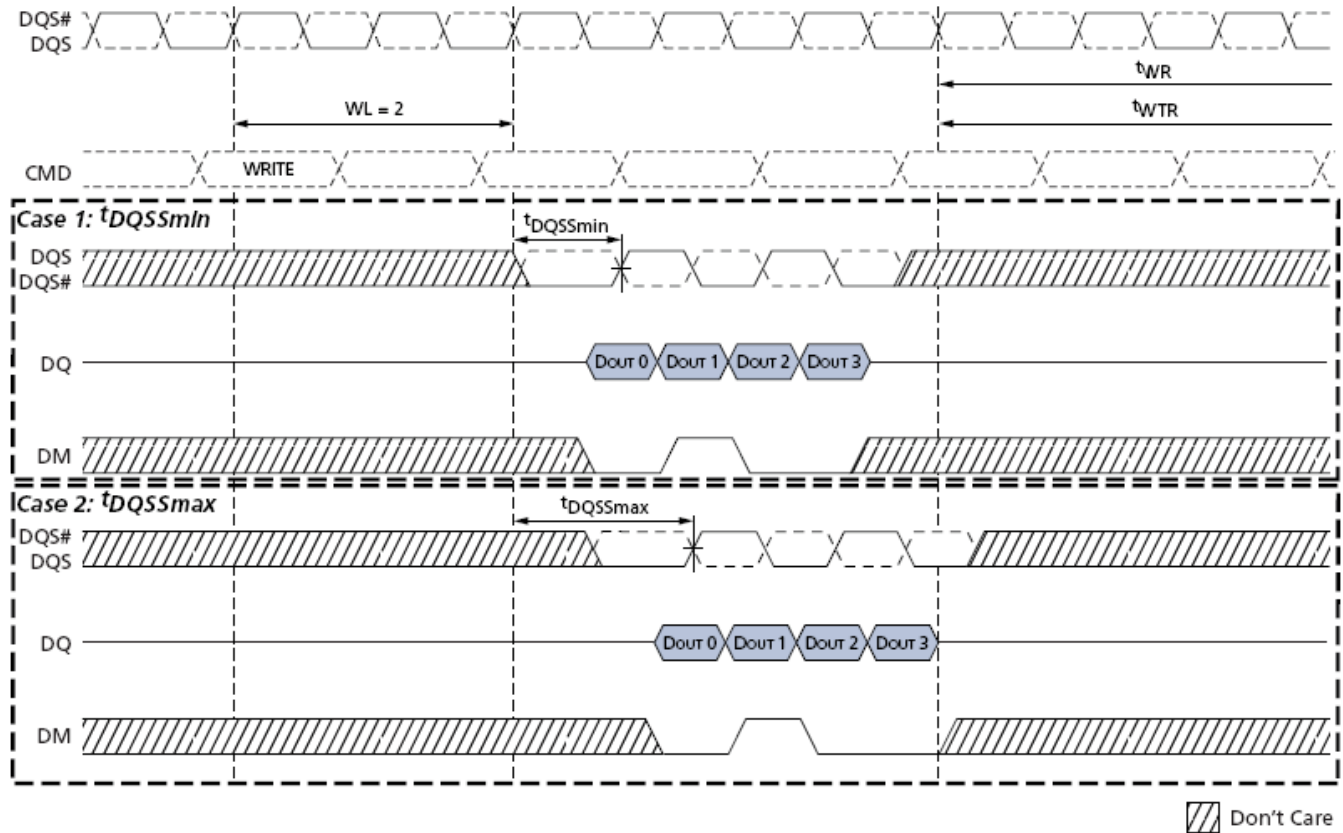 DQS#
DQS
tWR
WL = 2
tWTR
CMD
WRITE
Case 1: tDQSSmin
tDQSSmin
DQS
DQS#
DQ
DOUT 0 DOUT 1 DOUT 2 DOUT 3
DM
Case 2: tDQSSmax
tDQSSmax
DQS#
DQS
DQ
DOUT 0 DOUT 1 DOUT 2 DOUT 3
DM
Don't Care